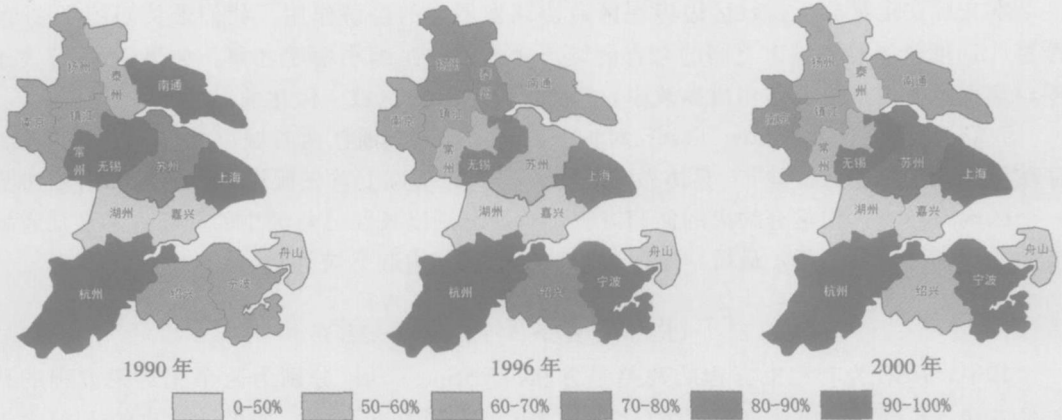 扬州
泰州
南通
南京
镇江
常州
无锡
苏州
上海
湖州
嘉兴
舟山
杭州
绍兴
宁波
1990 年
扬州
泰州
南通
南京
镇江
常州
无锡
苏州
上海
湖州
嘉兴
舟山
杭州
绍兴
宁波
1996 年
扬州
泰州
南通
南京
镇江
常州
无锡
苏州
上海
湖州
嘉兴
舟山
杭州
绍兴
宁波
2000 年
0-50% 50-60% 60-70% 70-80% 80-90% 90-100%